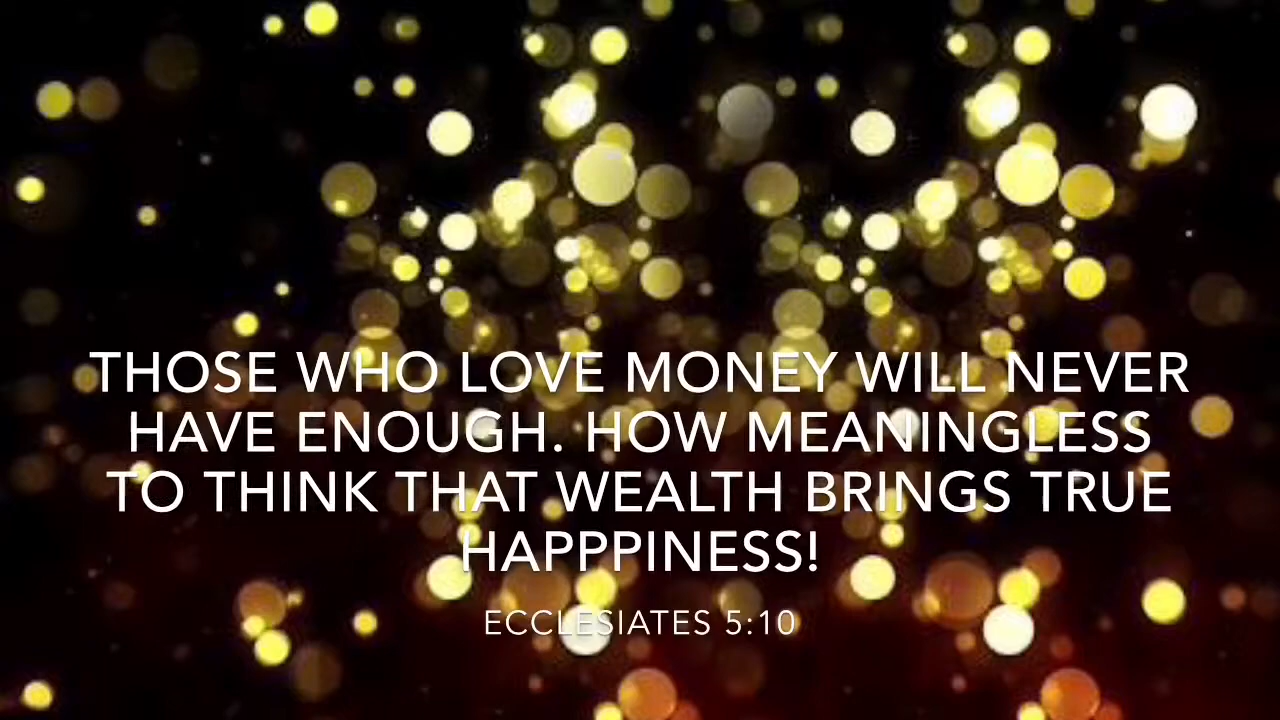 THOSE WHO LOVE MONEY WILL NEVER
HAVE ENOUGH. HOW MEANINGLESS
TO THINK THAT WEALTH BRINGS TRUE
HAPPPINESS!
ECCLESIATES 5:10